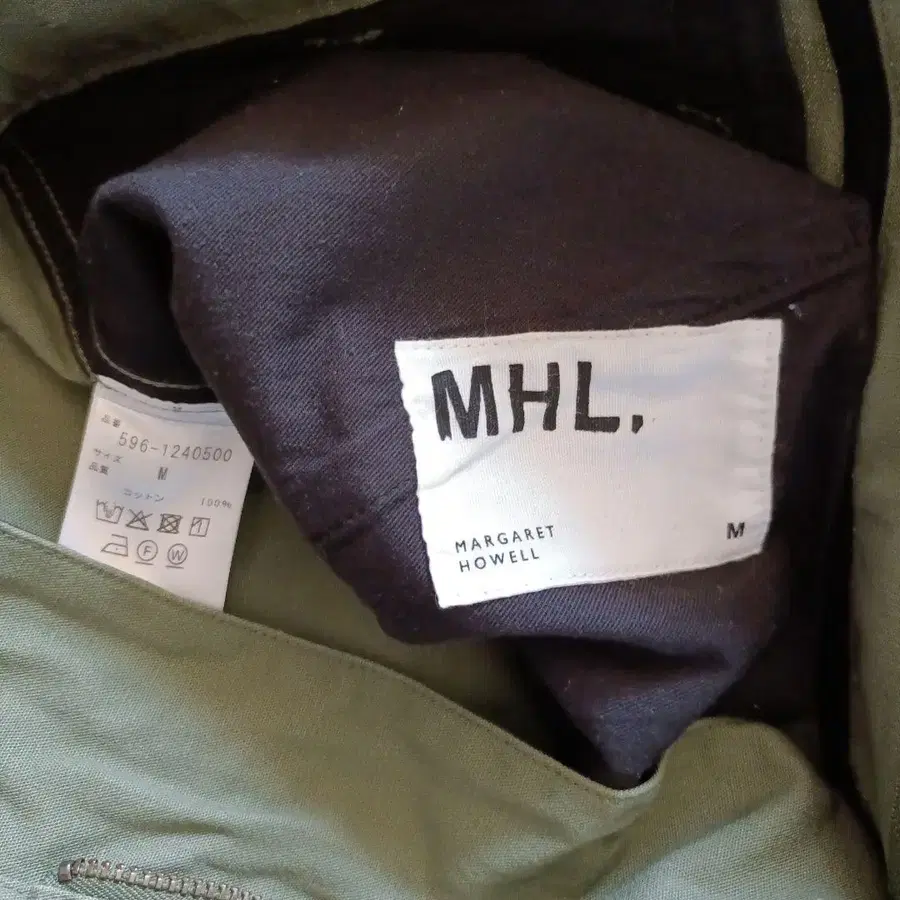 品番
596-1240500
サイズ
M
品質
コットン 100%
F W
MHL.
MARGARET
HOWELL
M